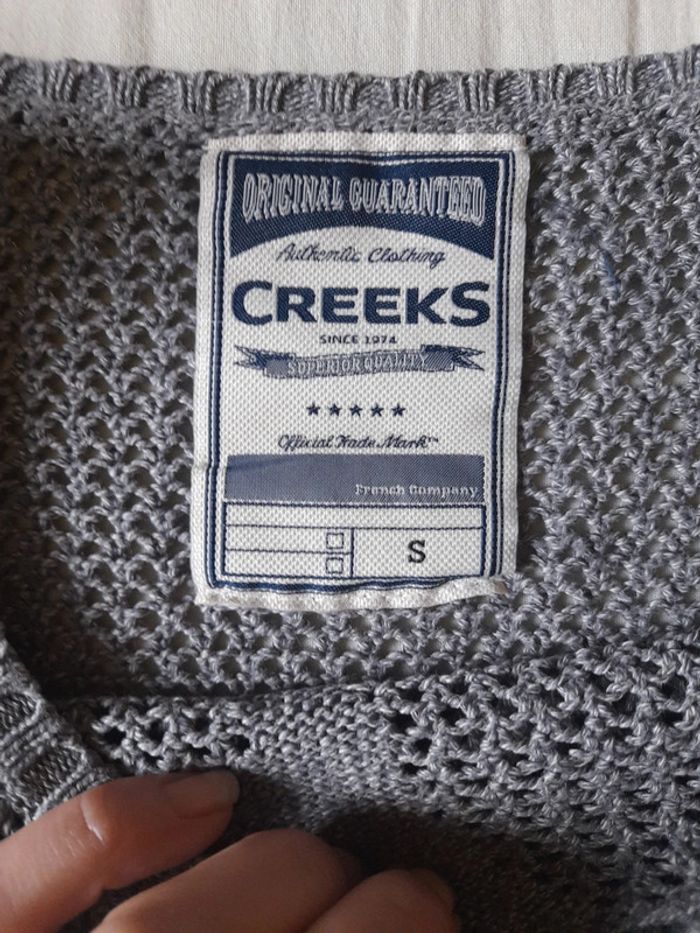 ORIGINAL GUARANTEED
Authentic Clothing
CREEKS
SINCE 1974
SUPERIOR QUALITY
Official Trade Mark™
French Company
S